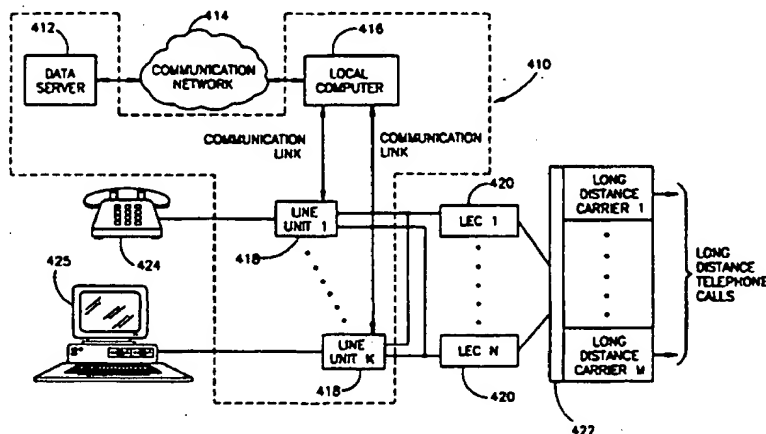 412
414
416
DATA
SERVER
COMMUNICATION
NETWORK
LOCAL
COMPUTER
410
COMMUNICATION
LINK
COMMUNICATION
LINK
424
LINE
UNIT 1
418
420
LEC 1
LONG
DISTANCE
CARRIER 1
LONG
DISTANCE
TELEPHONE
CALLS
425
LINE
UNIT K
418
LEC N
420
LONG
DISTANCE
CARRIER M
422